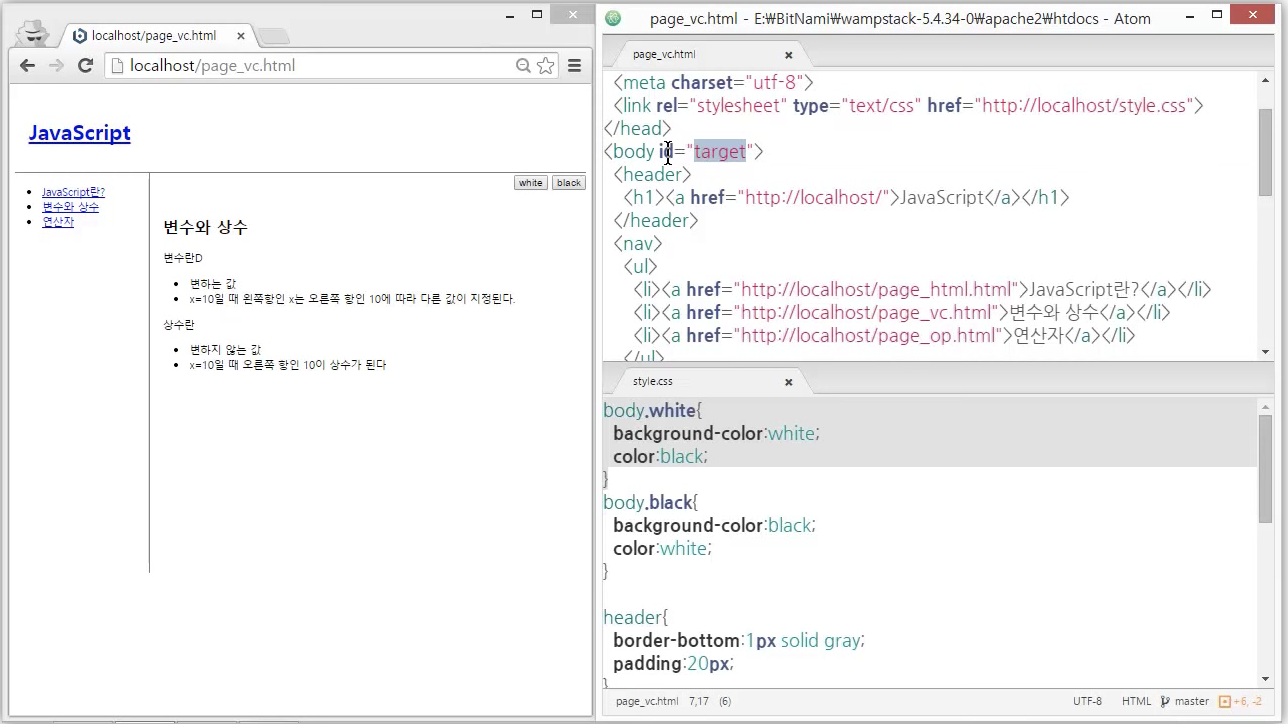 localhost/page_vc.html
localhost/page_vc.html
JavaScript
white
black
JavaScript란?
변수와 상수
연산자
변수와 상수
변수란D
변하는 값
x=10일 때 왼쪽항인 x는 오른쪽 항인 10에 따라 다른 값이 지정된다.
상수란
변하지 않는 값
x=10일 때 오른쪽 항인 10이 상수가 된다
page_vc.html - E:₩BitNami₩wampstack-5.4.34-0₩apache2₩htdocs - Atom
page_vc.html
<meta charset="utf-8">
<link rel="stylesheet" type="text/css" href="http://localhost/style.css">
</head>
<body id="target">
<header>
<h1><a href="http://localhost/">JavaScript</a></h1>
</header>
<nav>
<ul>
<li><a href="http://localhost/page_html.html">JavaScript란?</a></li>
<li><a href="http://localhost/page_vc.html">변수와 상수</a></li>
<li><a href="http://localhost/page_op.html">연산자</a></li>
</ul>
style.css
body.white{
background-color:white;
color:black;
}
body.black{
background-color:black;
color:white;
}
header{
border-bottom:1px solid gray;
padding:20px;
}
page_vc.html 7,17 (6) UTF-8 HTML master +6, -2